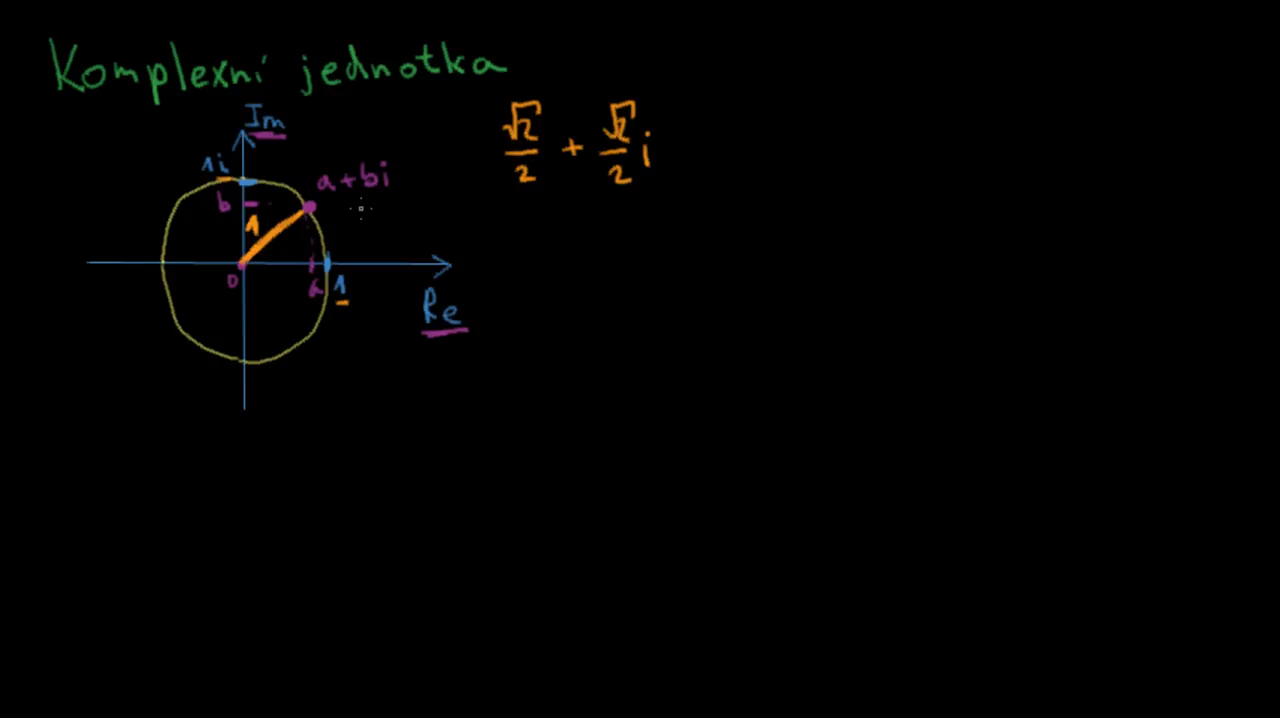 Komplexní jednotka
Im
√2/2 + √2/2 i
1i
a+bi
b
1
0
a
1
Re